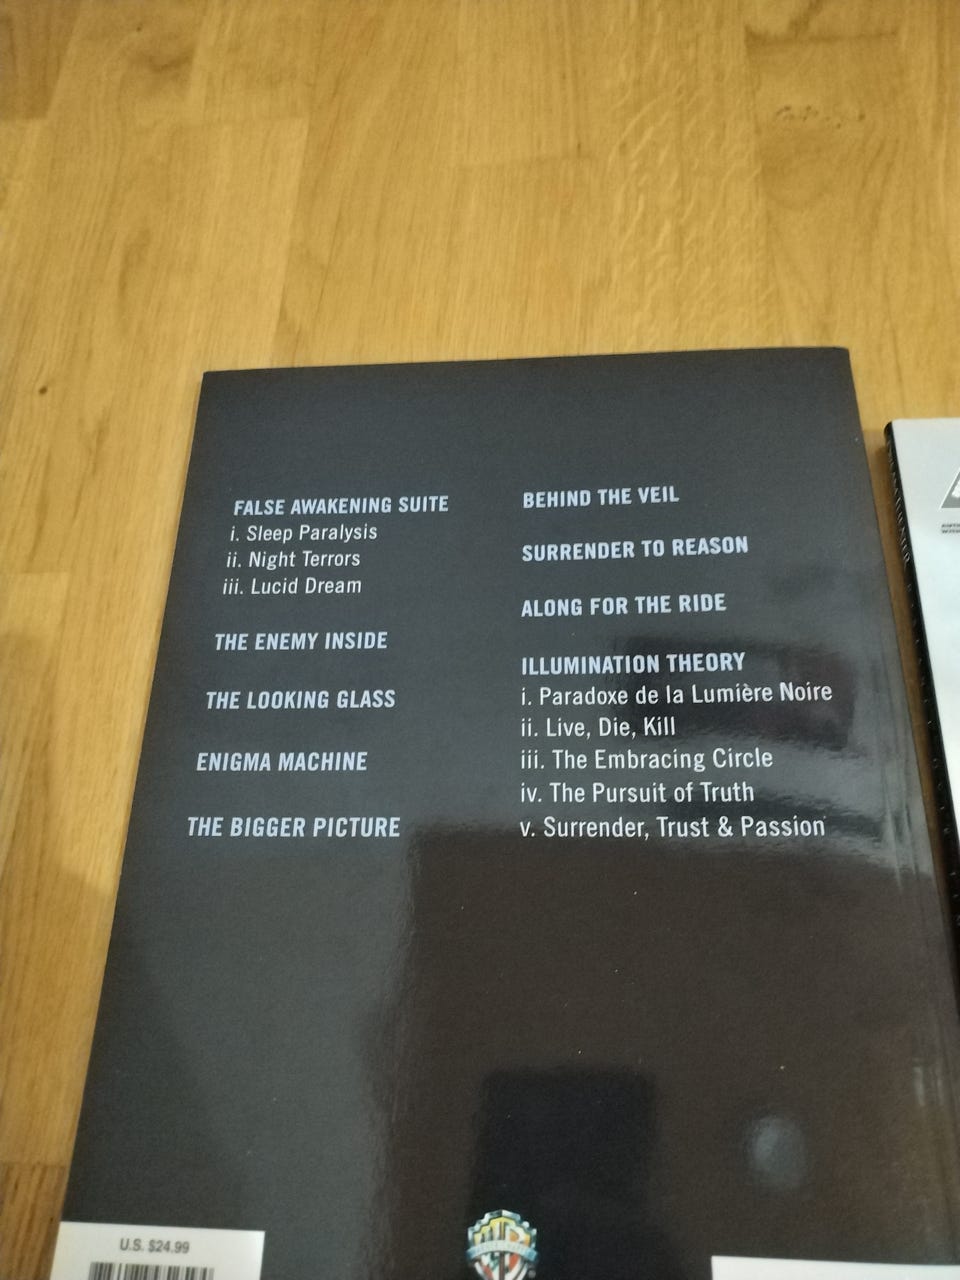 FALSE AWAKENING SUITE
i. Sleep Paralysis
ii. Night Terrors
iii. Lucid Dream
THE ENEMY INSIDE
THE LOOKING GLASS
ENIGMA MACHINE
THE BIGGER PICTURE
BEHIND THE VEIL
SURRENDER TO REASON
ALONG FOR THE RIDE
ILLUMINATION THEORY
i. Paradoxe de la Lumière Noire
ii. Live, Die, Kill
iii. The Embracing Circle
iv. The Pursuit of Truth
v. Surrender, Trust & Passion
U.S. $24.99